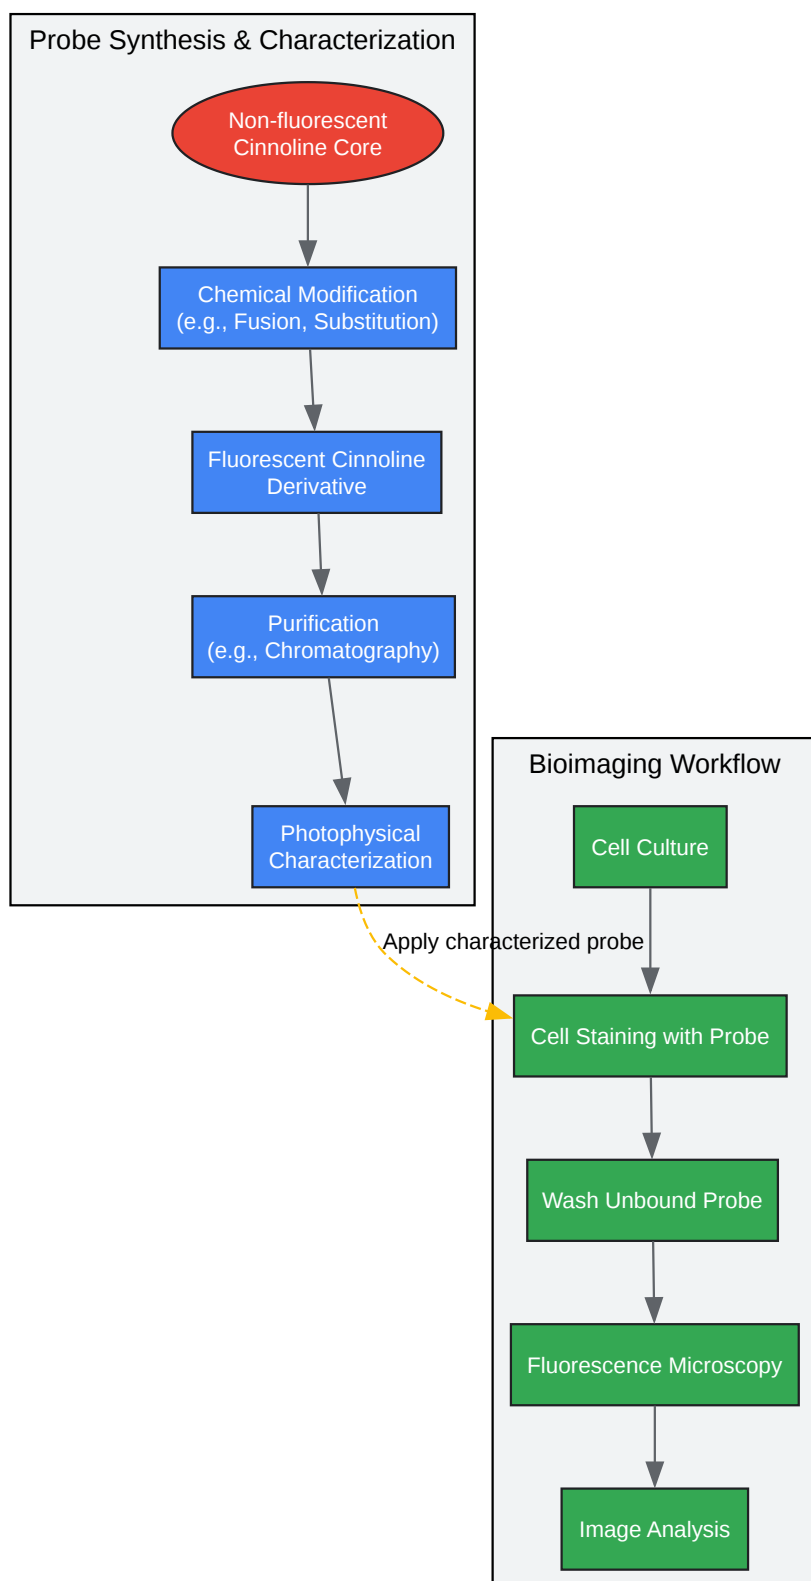 Probe Synthesis & Characterization
Non-fluorescent
Cinnoline Core
Chemical Modification
(e.g., Fusion, Substitution)
Fluorescent Cinnoline
Derivative
Purification
(e.g., Chromatography)
Photophysical
Characterization
Apply characterized probe
Bioimaging Workflow
Cell Culture
Cell Staining with Probe
Wash Unbound Probe
Fluorescence Microscopy
Image Analysis